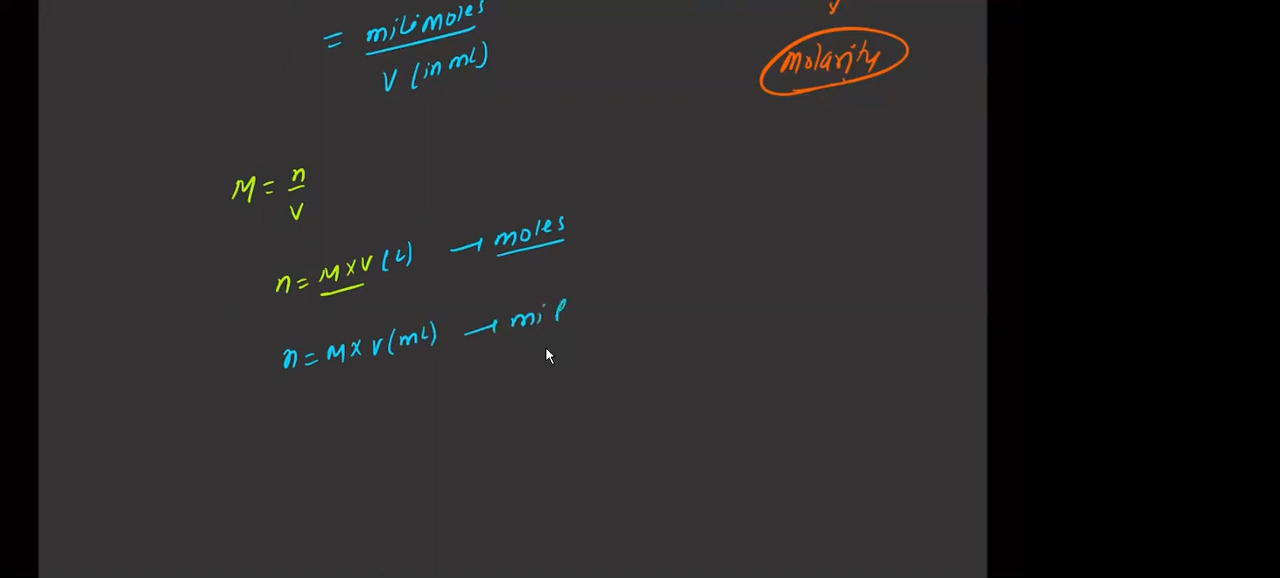 = milimoles
V (in mL)
Molarity
M = n
V
n = M x V (L) → moles
n = M x V (mL) → mil